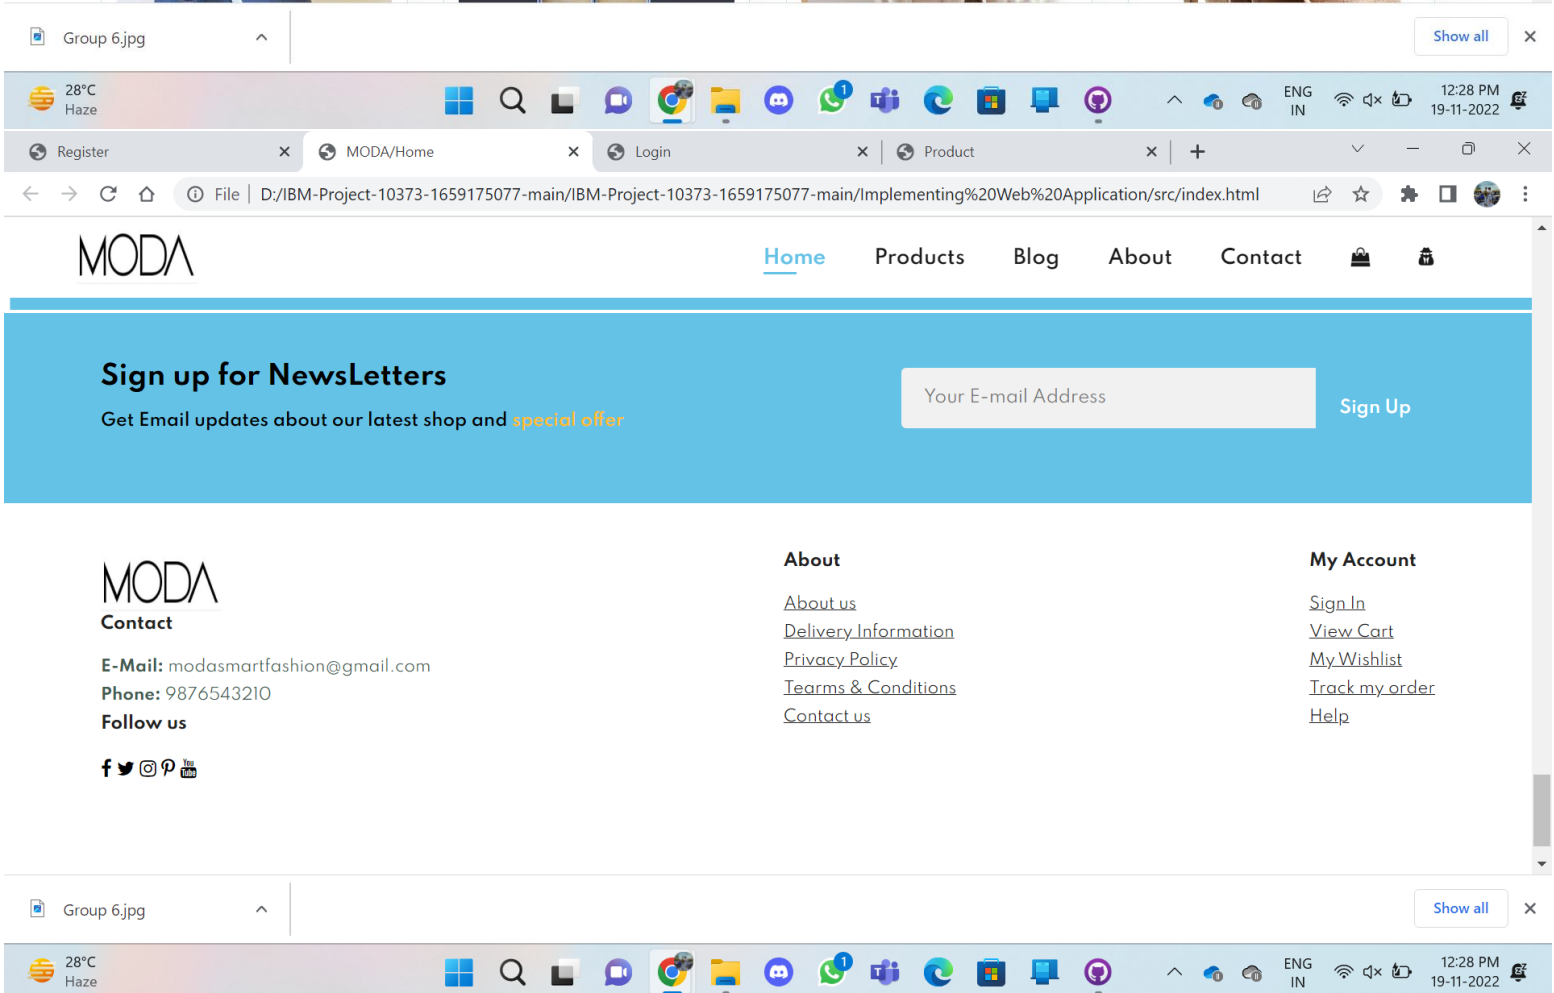 Group 6.jpg
Show all
28°C
Haze
1
ENG
IN
12:28 PM
19-11-2022
Register
MODA/Home
Login
Product
File
D:/IBM-Project-10373-1659175077-main/IBM-Project-10373-1659175077-main/Implementing%20Web%20Application/src/index.html
MODA
Home
Products
Blog
About
Contact
Sign up for NewsLetters
Get Email updates about our latest shop and special offer
Your E-mail Address
Sign Up
MODA
Contact
E-Mail: modasmartfashion@gmail.com
Phone: 9876543210
Follow us
You
Tube
About
About us
Delivery Information
Privacy Policy
Tearms & Conditions
Contact us
My Account
Sign In
View Cart
My Wishlist
Track my order
Help
Group 6.jpg
Show all
28°C
Haze
1
ENG
IN
12:28 PM
19-11-2022